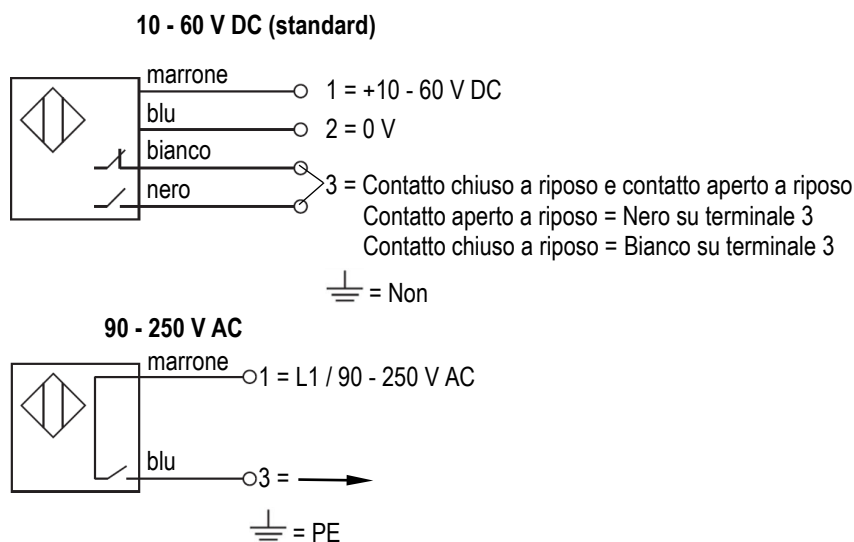 10 - 60 V DC (standard)
marrone
1 = +10 - 60 V DC
blu
2 = 0 V
bianco
nero
3 = Contatto chiuso a riposo e contatto aperto a riposo
Contatto aperto a riposo = Nero su terminale 3
Contatto chiuso a riposo = Bianco su terminale 3
= Non
90 - 250 V AC
marrone
1 = L1 / 90 - 250 V AC
blu
3 =
= PE